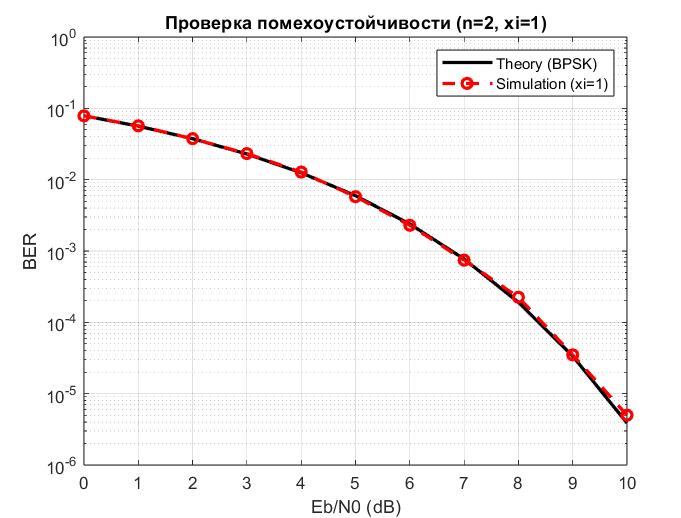 Проверка помехоустойчивости (n=2, xi=1)
10^0
Theory (BPSK)
Simulation (xi=1)
10^-1
10^-2
10^-3
10^-4
10^-5
10^-6
BER
0 1 2 3 4 5 6 7 8 9 10
Eb/N0 (dB)